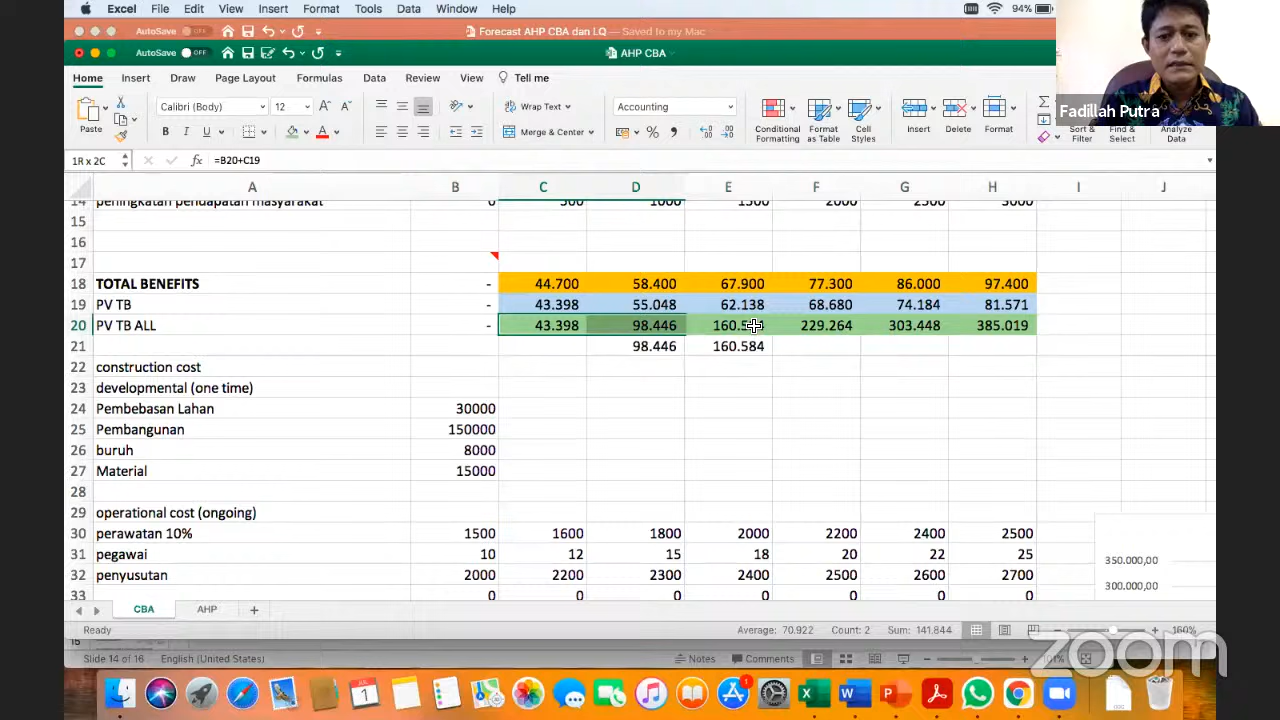 Excel File Edit View Insert Format Tools Data Window Help 94%
AutoSave OFF Forecast AHP CBA dan LQ — Saved to my Mac
AutoSave OFF AHP CBA
Home Insert Draw Page Layout Formulas Data Review View Tell me
Fadillah Putra
Paste Calibri (Body) 12 Wrap Text Accounting
B I U A Merge & Center % Conditional Formatting Format as Table Cell Styles Insert Delete Format Sort & Filter Find & Select Analyze Data
1R x 2C fx =B20+C19
A B C D E F G H I J
14 peningkatan pendapatan masyarakat 0 500 1000 1500 2000 2500 3000
15
16
17
18 TOTAL BENEFITS - 44.700 58.400 67.900 77.300 86.000 97.400
19 PV TB - 43.398 55.048 62.138 68.680 74.184 81.571
20 PV TB ALL - 43.398 98.446 229.264 303.448 385.019
21 98.446 160.584
22 construction cost
23 developmental (one time)
24 Pembebasan Lahan 30000
25 Pembangunan 150000
26 buruh 8000
27 Material 15000
28
29 operational cost (ongoing)
30 perawatan 10% 1500 1600 1800 2000 2200 2400 2500
31 pegawai 10 12 15 18 20 22 25
32 penyusutan 2000 2200 2300 2400 2500 2600 2700
33 0 0 0 0 0 0 0
350.000,00
300.000,00
CBA AHP +
Ready Average: 70.922 Count: 2 Sum: 141.844 160%
Slide 14 of 16 English (United States) Notes Comments
zoom
JUL 1